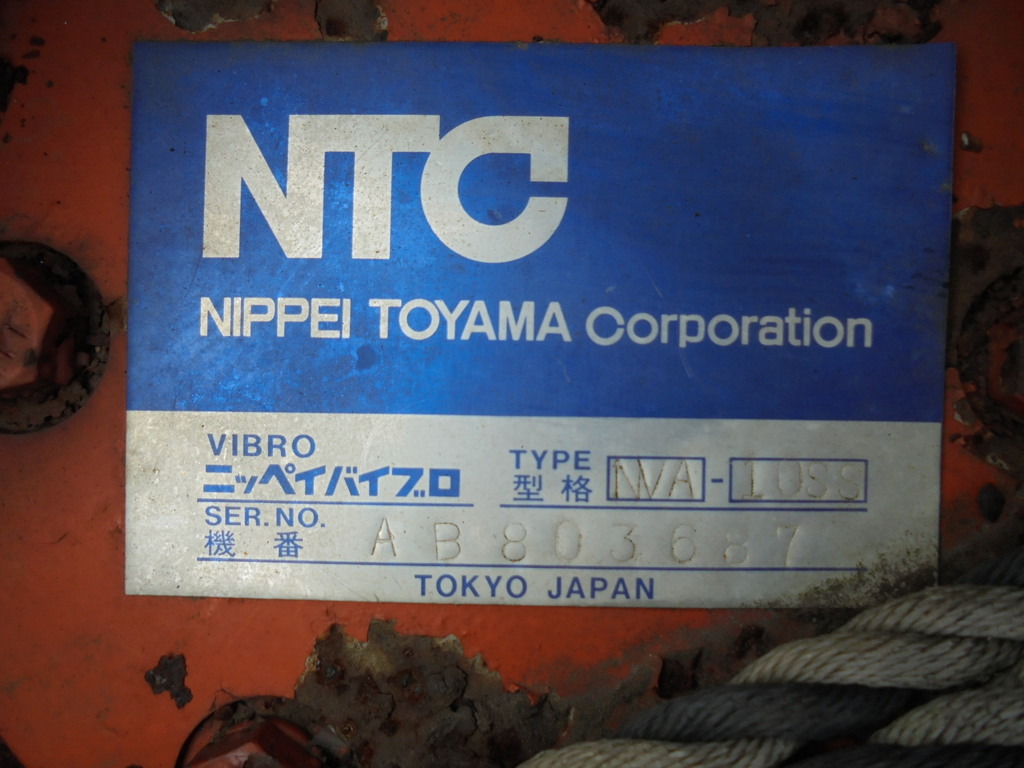 NTC
NIPPEI TOYAMA Corporation
VIBRO
ニッペイバイブロ
TYPE
型格 NVA-10SS
SER.NO.
機番 AB803687
TOKYO JAPAN